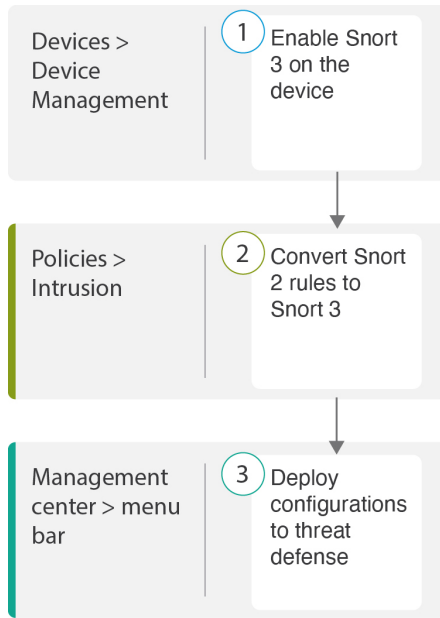 Devices >
Device
Management
1
Enable Snort
3 on the
device
Policies >
Intrusion
2
Convert Snort
2 rules to
Snort 3
Management
center > menu
bar
3
Deploy
configurations
to threat
defense